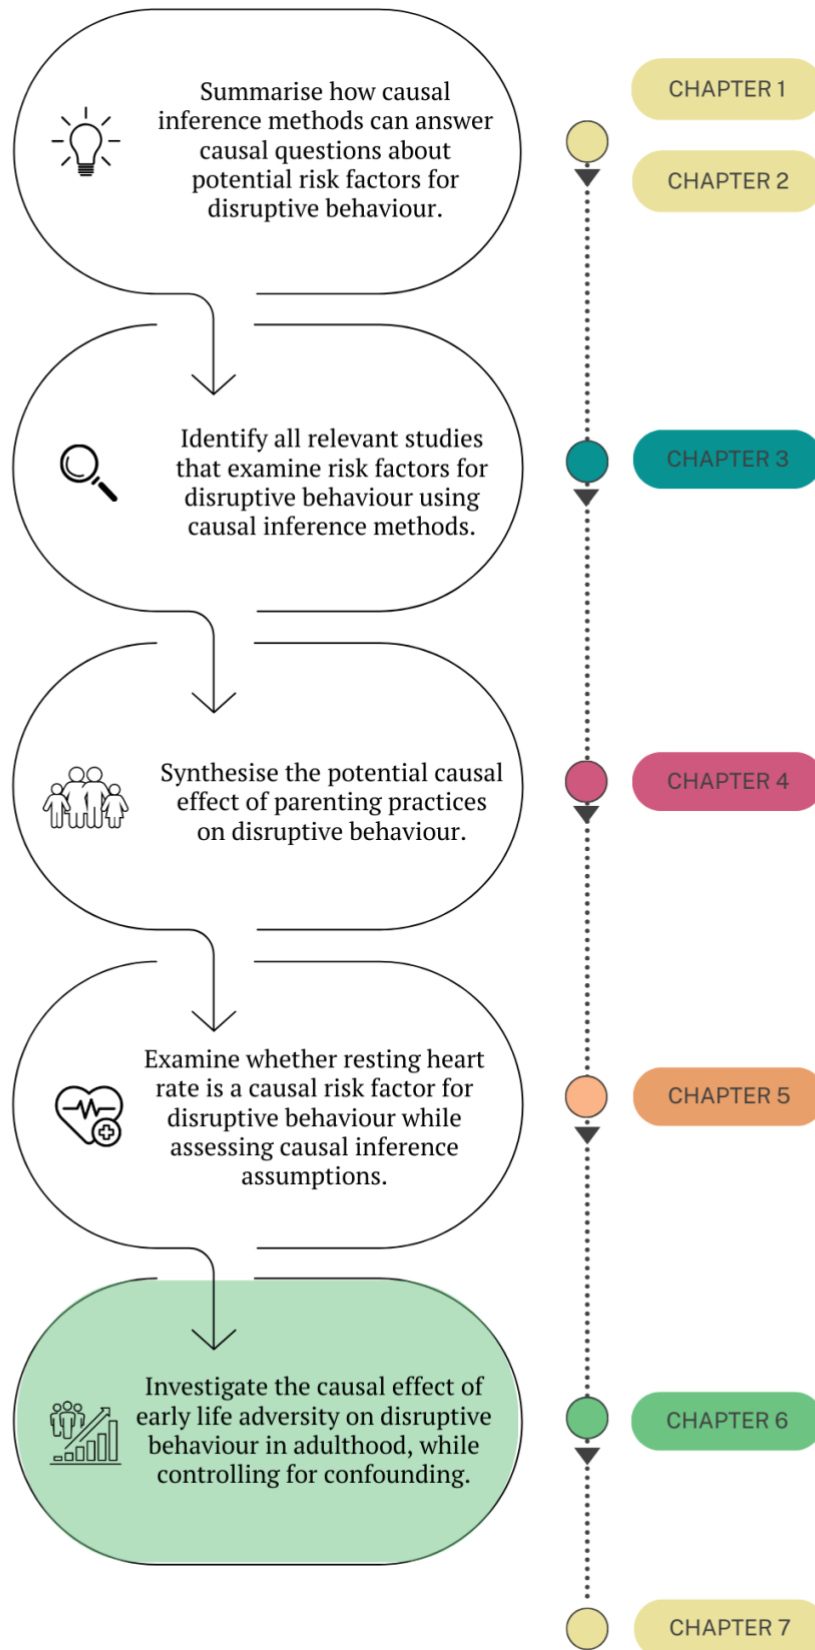 Summarise how causal
inference methods can answer
causal questions about
potential risk factors for
disruptive behaviour.
CHAPTER 1
CHAPTER 2
Identify all relevant studies
that examine risk factors for
disruptive behaviour using
causal inference methods.
CHAPTER 3
Synthesise the potential causal
effect of parenting practices
on disruptive behaviour.
CHAPTER 4
Examine whether resting heart
rate is a causal risk factor for
disruptive behaviour while
assessing causal inference
assumptions.
CHAPTER 5
Investigate the causal effect of
early life adversity on disruptive
behaviour in adulthood, while
controlling for confounding.
CHAPTER 6
CHAPTER 7